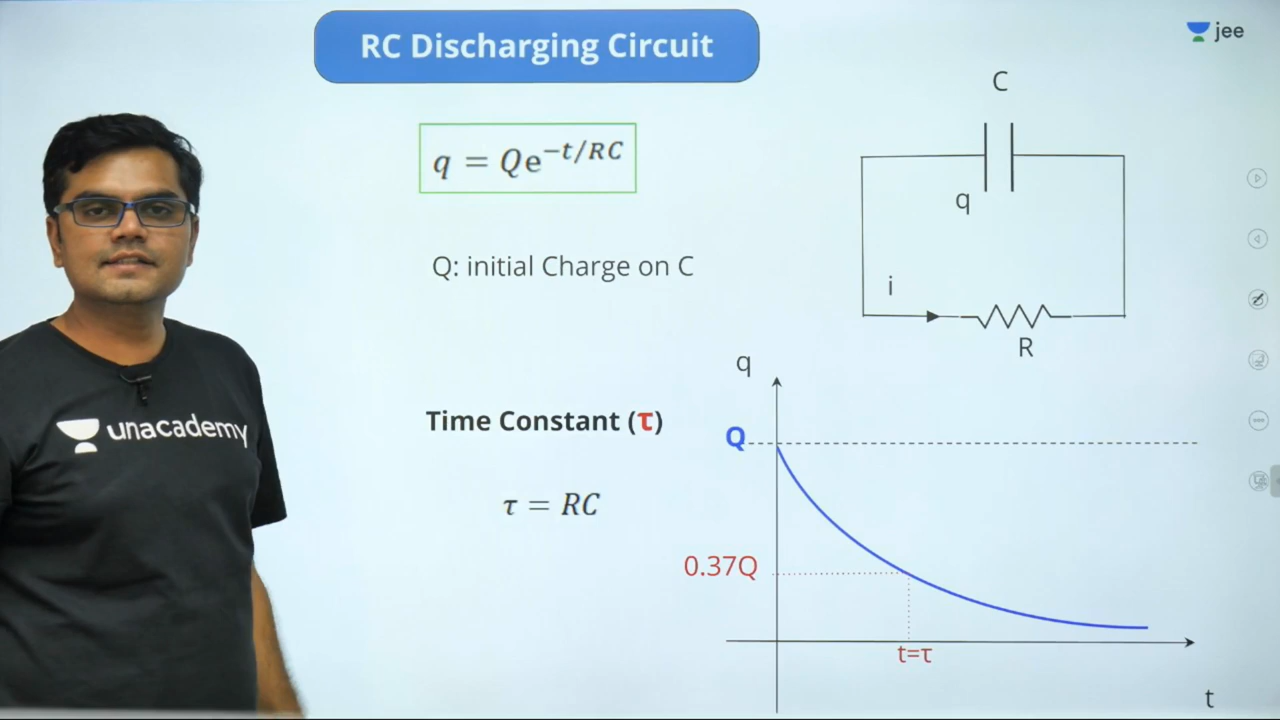 RC Discharging Circuit
jee
q = Qe^{-t/RC}
Q: initial Charge on C
C
q
i
R
Time Constant (τ)
τ = RC
q
Q
0.37Q
t=τ
t
unacademy